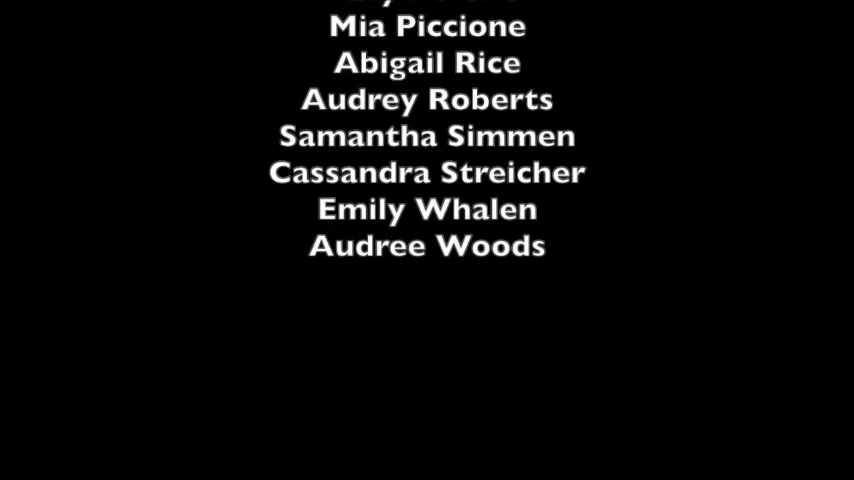 Mia Piccione
Abigail Rice
Audrey Roberts
Samantha Simmen
Cassandra Streicher
Emily Whalen
Audree Woods